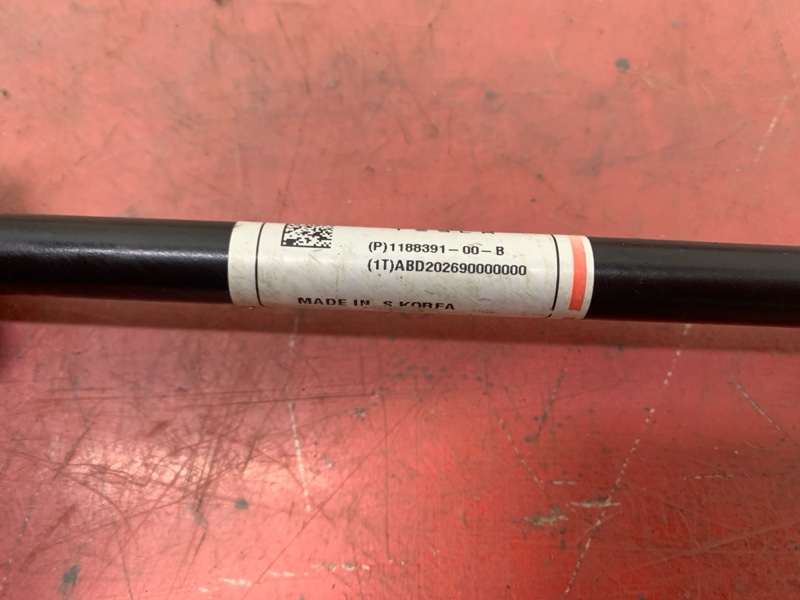 (P)1188391-00-B
(1T)ABD202690000000
MADE IN S.KOREA